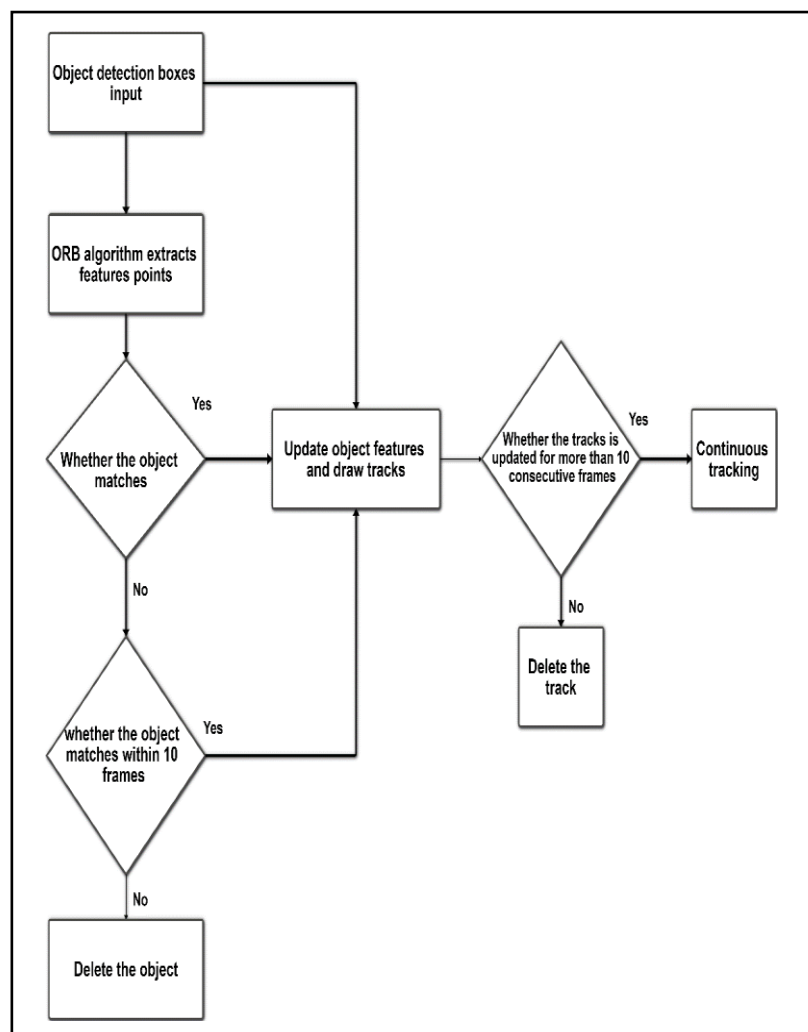 Object detection boxes
input
ORB algorithm extracts
features points
Yes
Whether the object
matches
Update object features
and draw tracks
Yes
Whether the tracks is
updated for more than 10
consecutive frames
Continuous
tracking
No
No
Delete the
track
Yes
whether the object
matches within 10
frames
No
Delete the object